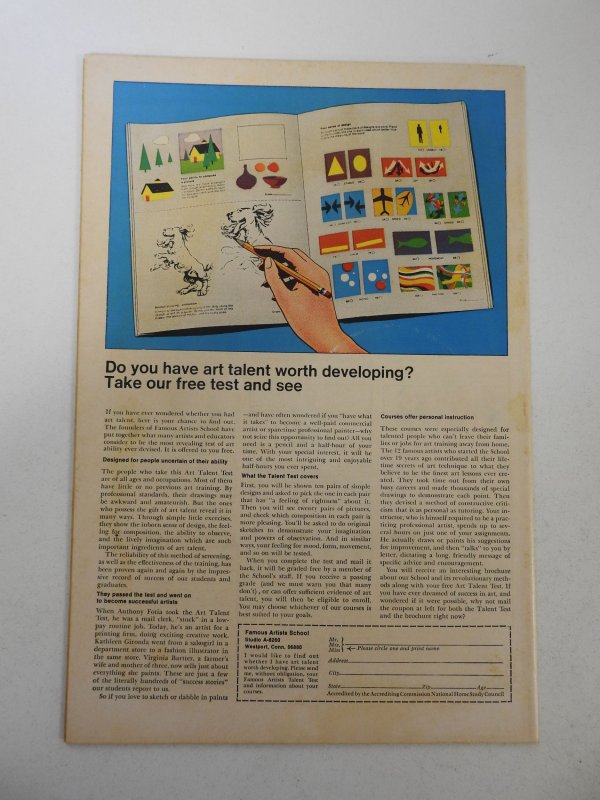 Your sense of design
Do you have art talent worth developing?
Take our free test and see
If you have ever wondered whether you had
art talent, here is your chance to find out.
The founders of Famous Artists School have
put together what many artists and educators
consider to be the most revealing test of art
ability ever devised. It is offered to you free.
Designed for people uncertain of their ability
The people who take this Art Talent Test
are of all ages and occupations. Most of them
have little or no previous art training. By
professional standards, their drawings may
be awkward and amateurish. But the ones
who possess the gift of art talent reveal it in
many ways. Through simple little exercises,
they show the inborn sense of design, the feel-
ing for composition, the ability to observe,
and the lively imagination which are such
important ingredients of art talent.
The reliability of this method of screening,
as well as the effectiveness of the training, has
been proven again and again by the impres-
sive record of success of our students and
graduates.
They passed the test and went on
to become successful artists
When Anthony Fotia took the Art Talent
Test, he was a mail clerk, "stuck" in a low-
pay routine job. Today, he's an artist for a
printing firm, doing exciting creative work.
Kathleen Gironda went from a salesgirl in a
department store to a fashion illustrator in
the same store. Virginia Bartter, a farmer's
wife and mother of three, now sells just about
everything she paints. These are just a few
of the literally hundreds of "success stories"
our students report to us.
So if you love to sketch or dabble in paints
—and have often wondered if you "have what
it takes" to become a well-paid commercial
artist or sparetime professional painter—why
not seize this opportunity to find out? All you
need is a pencil and a half-hour of your
time. With your special interest, it will be
one of the most intriguing and enjoyable
half-hours you ever spent.
What the Talent Test covers
First, you will be shown ten pairs of simple
designs and asked to pick the one in each pair
that has "a feeling of rightness" about it.
Then you will see twenty pairs of pictures,
and check which composition in each pair is
more pleasing. You'll be asked to do original
sketches to demonstrate your imagination
and powers of observation. And in similar
ways, your feeling for mood, form, movement,
and so on will be tested.
When you complete the test and mail it
back, it will be graded free by a member of
the School's staff. If you receive a passing
grade (and we must warn you that many
don't), or can offer sufficient evidence of art
talent, you will then be eligible to enroll.
You may choose whichever of our courses is
best suited to your goals.
Courses offer personal instruction
These courses were especially designed for
talented people who can't leave their fami-
lies or jobs for art training away from home.
The 12 famous artists who started the School
over 19 years ago contributed all their life-
time secrets of art technique to what they
believe to be the finest art lessons ever cre-
ated. They took time out from their own
busy careers and made thousands of special
drawings to demonstrate each point. Then
they devised a method of constructive criti-
cism that is as personal as tutoring. Your in-
structor, who is himself required to be a prac-
ticing professional artist, spends up to sev-
eral hours on just one of your assignments.
He actually draws or paints his suggestions
for improvement, and then "talks" to you by
letter, dictating a long, friendly message of
specific advice and encouragement.
You will receive an interesting brochure
about our School and its revolutionary meth-
ods along with your free Art Talent Test. If
you have ever dreamed of success in art, and
wondered if it were possible, why not mail
the coupon at left for both the Talent Test
and the brochure right now?
Famous Artists School
Studio A-8260
Westport, Conn. 06880
I would like to find out
whether I have art talent
worth developing. Please send
me, without obligation, your
Famous Artists Talent Test
and information about your
courses.
Mr.
Mrs.
Miss
Please circle one and print name
Address
City
State Zip Age
Accredited by the Accrediting Commission National Home Study Council